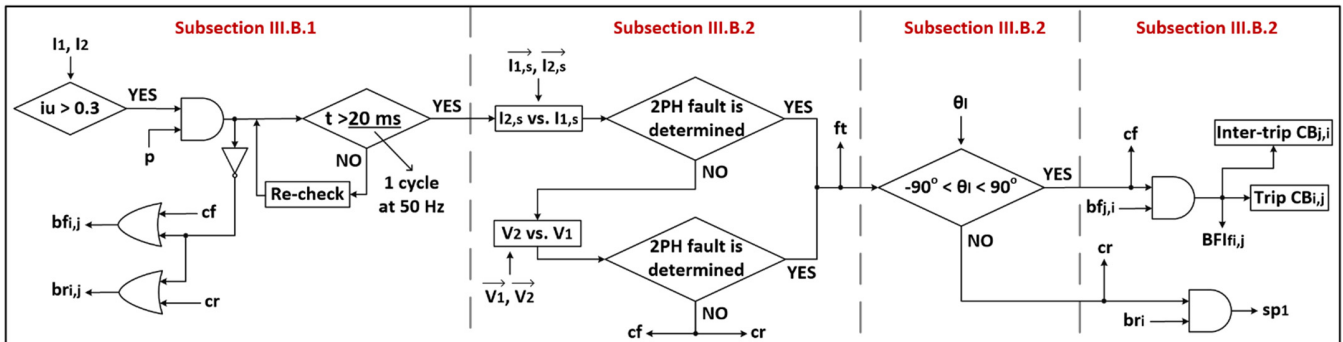 Subsection III.B.1
Subsection III.B.2
Subsection III.B.2
Subsection III.B.2
I1, I2
iu > 0.3
YES
p
t >20 ms
YES
NO
Re-check
1 cycle
at 50 Hz
cf
bfi,j
bri,j
cr
I1,s, I2,s
I2,s vs. I1,s
2PH fault is
determined
YES
NO
V2 vs. V1
V1, V2
2PH fault is
determined
YES
NO
cf
cr
ft
θI
-90° < θI < 90°
YES
NO
cf
bfj,i
Inter-trip CBj,i
Trip CBi,j
BFIfi,j
cr
bri
sp1